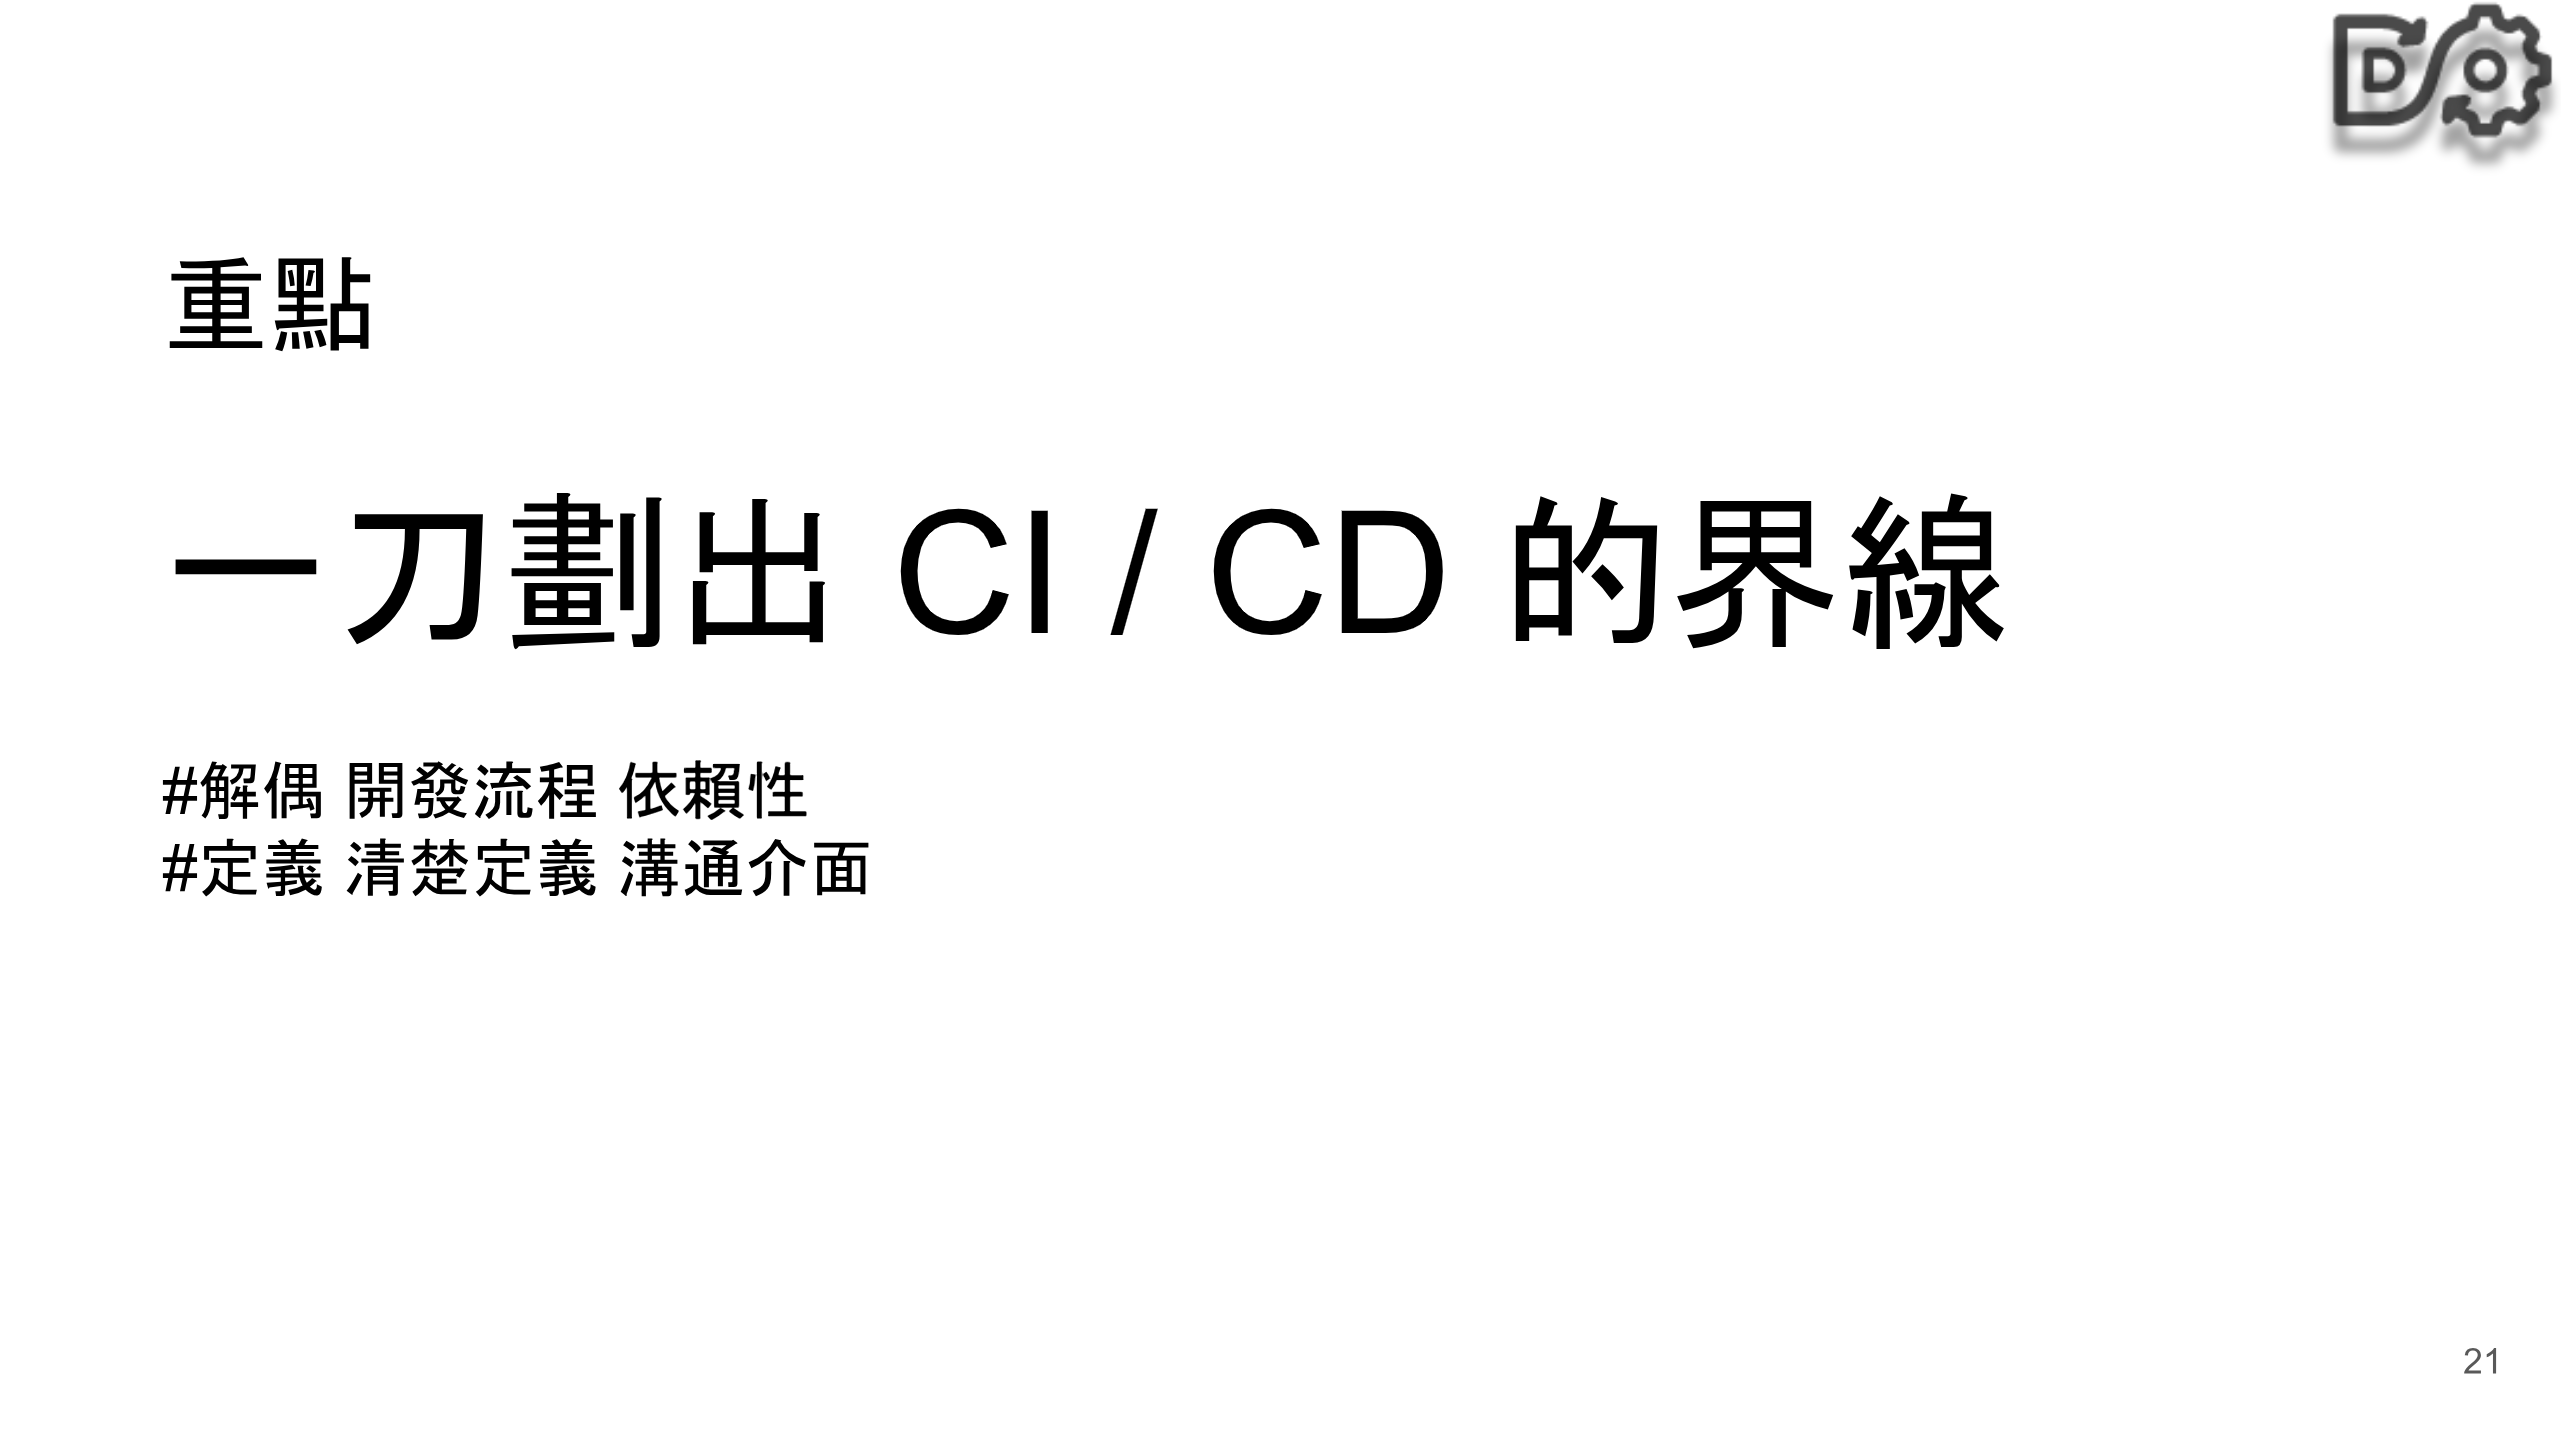 重點
一刀劃出 CI / CD 的界線
#解偶 開發流程 依賴性
#定義 清楚定義 溝通介面
21